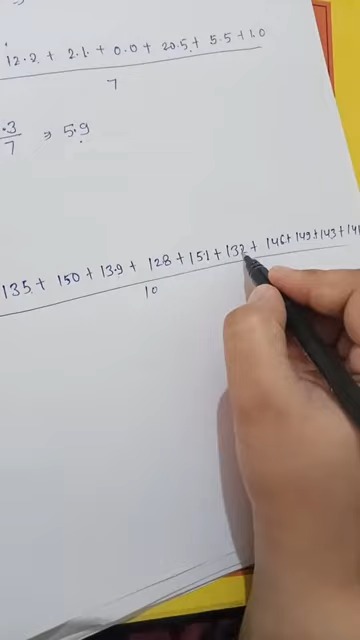 12.2 + 2.1 + 0.0 + 20.5 + 5.5 + 1.0
7
.3
7
⇒ 5.9
135 + 150 + 139 + 128 + 151 + 132 + 146 + 149 + 143 + 141
10